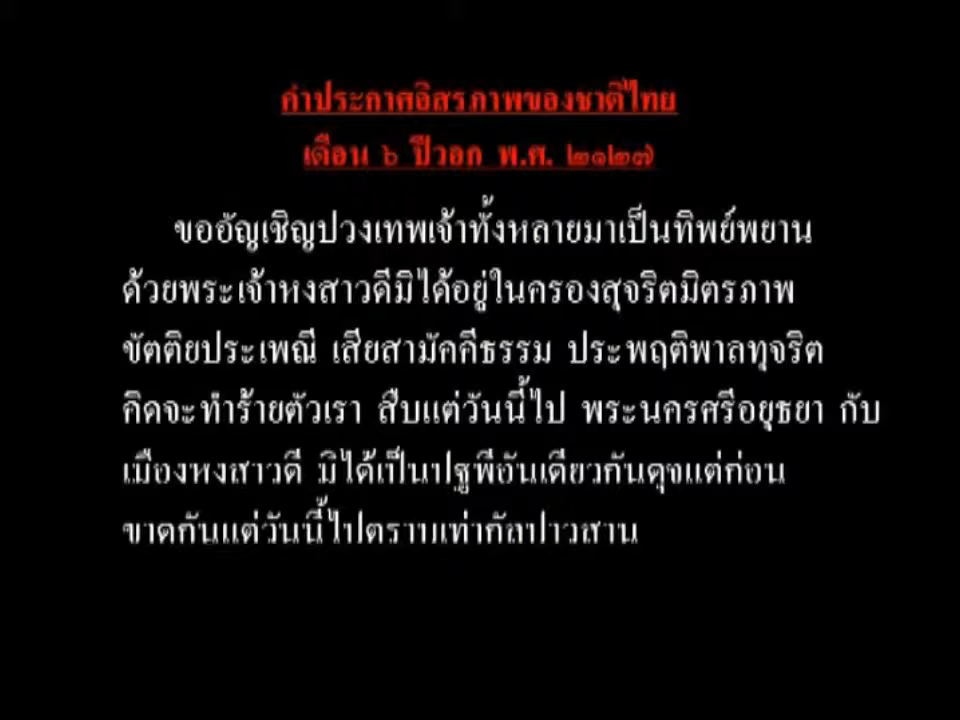 คำประกาศอิสรภาพของชาติไทย
เดือน ๖ ปีวอก พ.ศ. ๒๑๒๗
ขออัญเชิญปวงเทพเจ้าทั้งหลายมาเป็นทิพย์พยาน
ด้วยพระเจ้าหงสาวดีมิได้อยู่ในครองสุจริตมิตรภาพ
ขัตติยประเพณี เสียสามัคคีธรรม ประพฤติพาลทุจริต
คิดจะทำร้ายตัวเรา สืบแต่วันนี้ไป พระนครศรีอยุธยา กับ
เมืองหงสาวดี มิได้เป็นปฐพีอันเดียวกันดุจแต่ก่อน
ขาดกันแต่วันนี้ไปตราบเท่ากัลปาวสาน